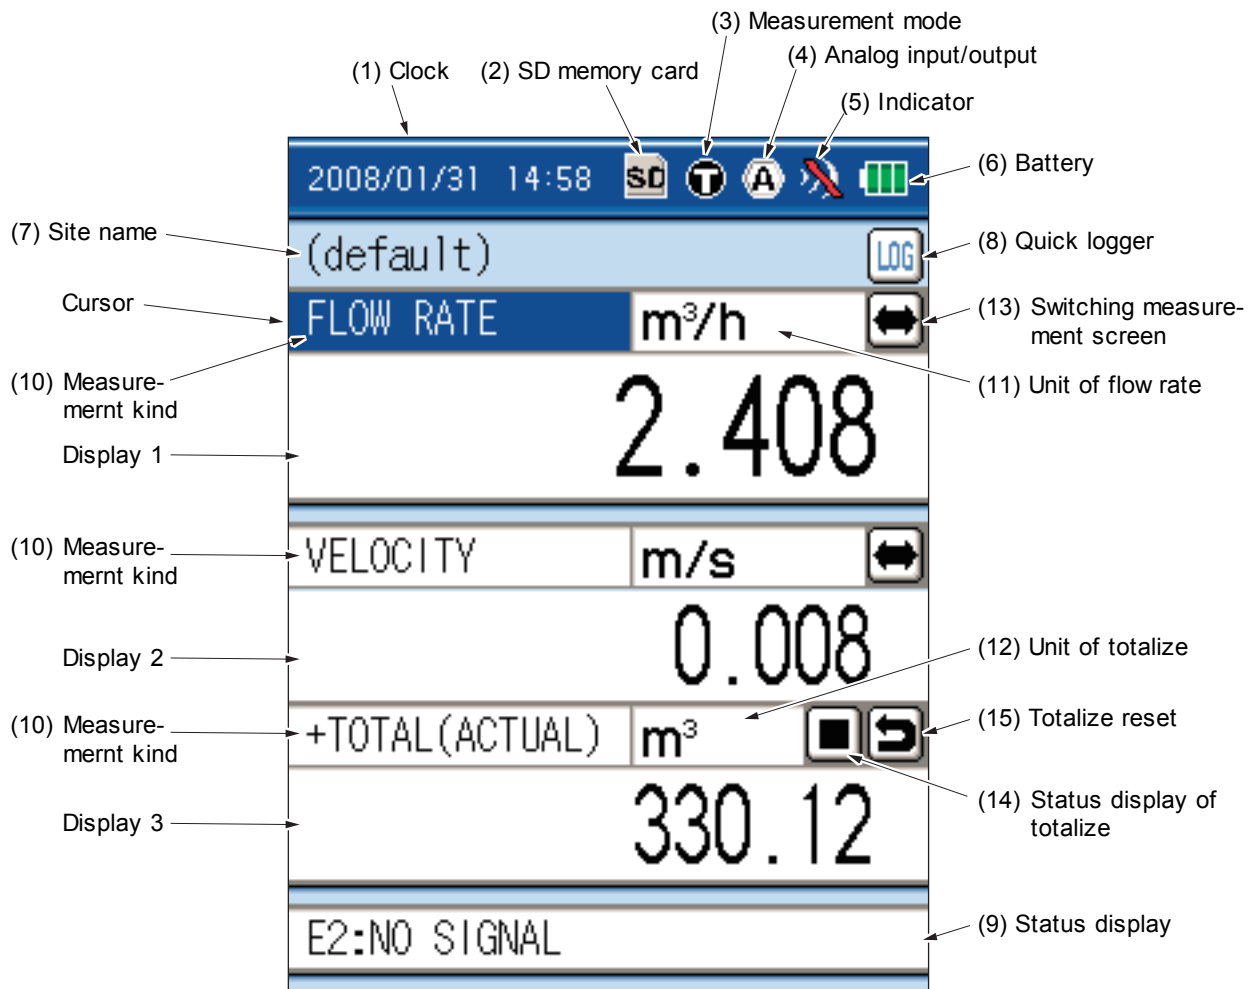 (3) Measurement mode
(4) Analog input/output
(1) Clock
(2) SD memory card
(5) Indicator
2008/01/31 14:58 SD T A
(6) Battery
(7) Site name
(default)
LOG
(8) Quick logger
Cursor
FLOW RATE
m³/h
(13) Switching measure-
ment screen
(10) Measure-
mernt kind
(11) Unit of flow rate
2.408
Display 1
(10) Measure-
mernt kind
VELOCITY
m/s
0.008
Display 2
(12) Unit of totalize
(10) Measure-
mernt kind
+TOTAL(ACTUAL)
m³
(15) Totalize reset
330.12
Display 3
(14) Status display of
totalize
E2:NO SIGNAL
(9) Status display